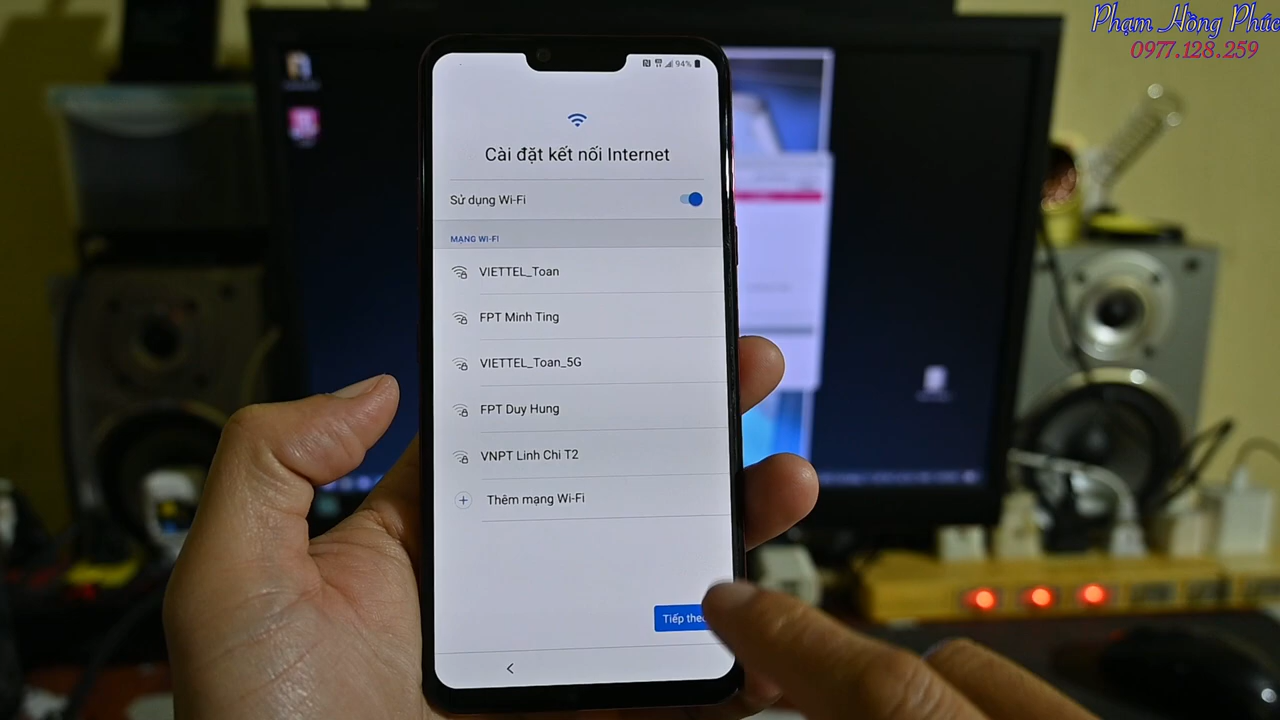 Phạm Hồng Phúc
0977.128.259
94%
Cài đặt kết nối Internet
Sử dụng Wi-Fi
MẠNG WI-FI
VIETTEL_Toan
FPT Minh Ting
VIETTEL_Toan_5G
FPT Duy Hung
VNPT Linh Chi T2
Thêm mạng Wi-Fi
Tiếp theo